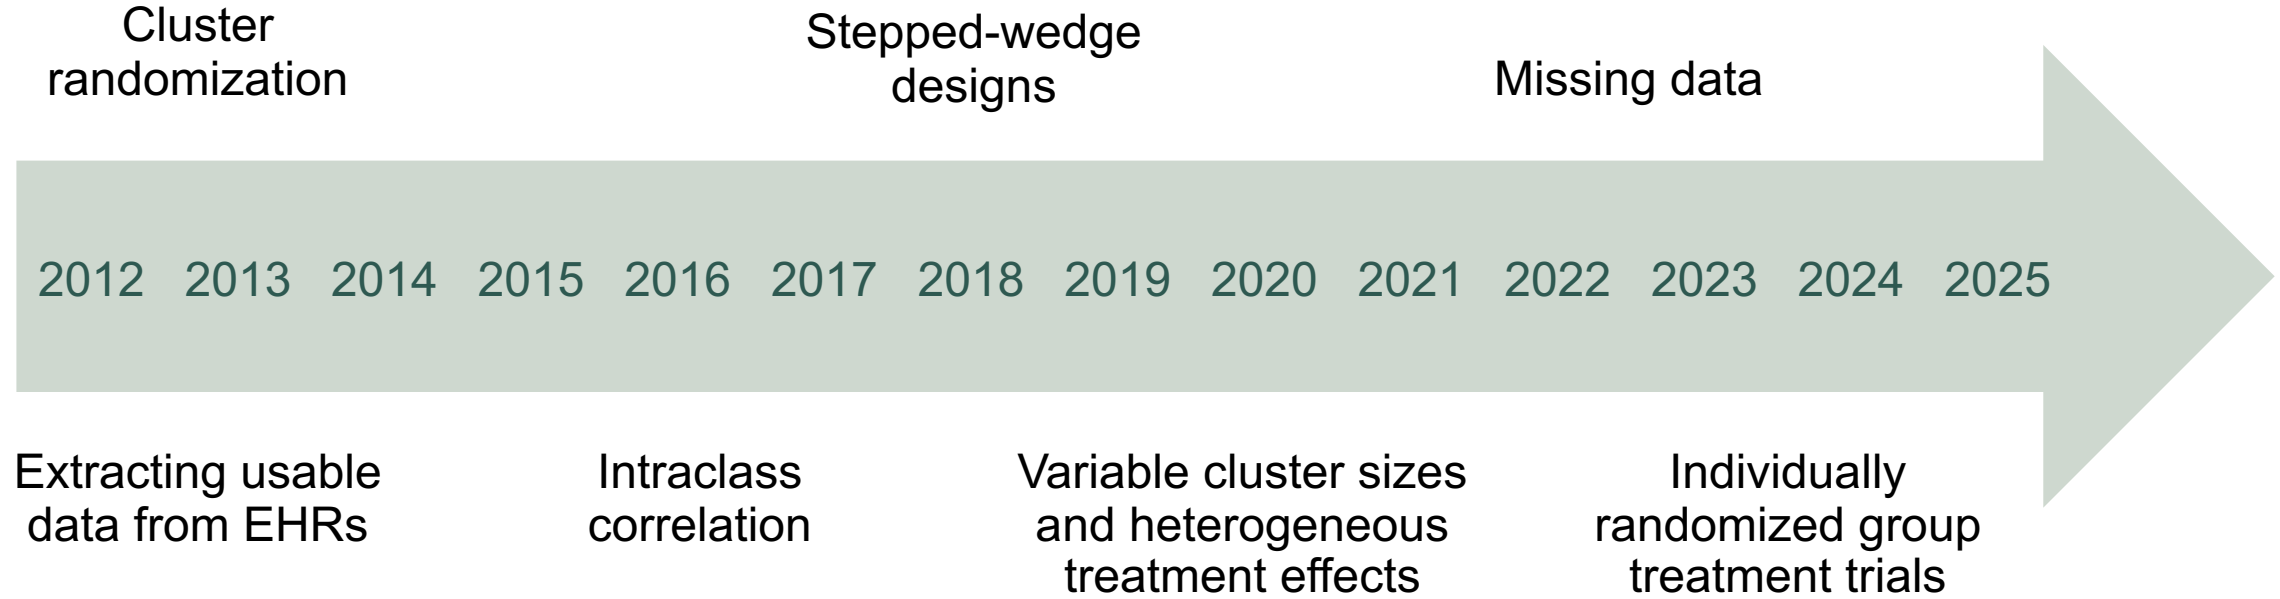 Cluster
randomization
Stepped-wedge
designs
Missing data
2012 2013 2014 2015 2016 2017 2018 2019 2020 2021 2022 2023 2024 2025
Extracting usable
data from EHRs
Intraclass
correlation
Variable cluster sizes
and heterogeneous
treatment effects
Individually
randomized group
treatment trials